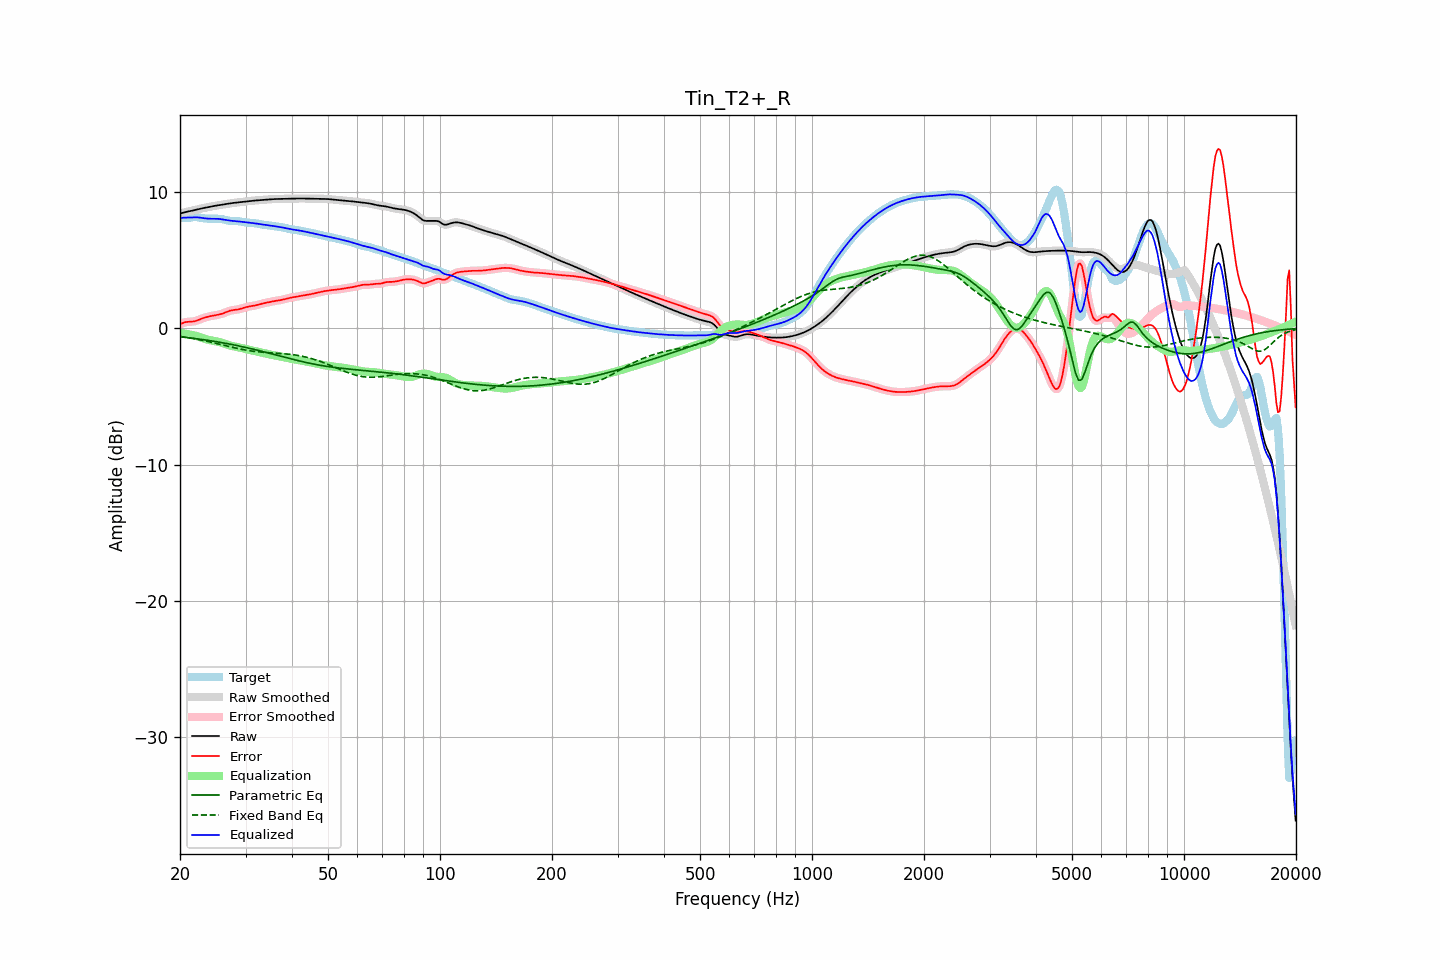 Tin_T2+_R
10
0
−10
−20
−30
Amplitude (dBr)
Target
Raw Smoothed
Error Smoothed
Raw
Error
Equalization
Parametric Eq
Fixed Band Eq
Equalized
20 50 100 200 500 1000 2000 5000 10000 20000
Frequency (Hz)